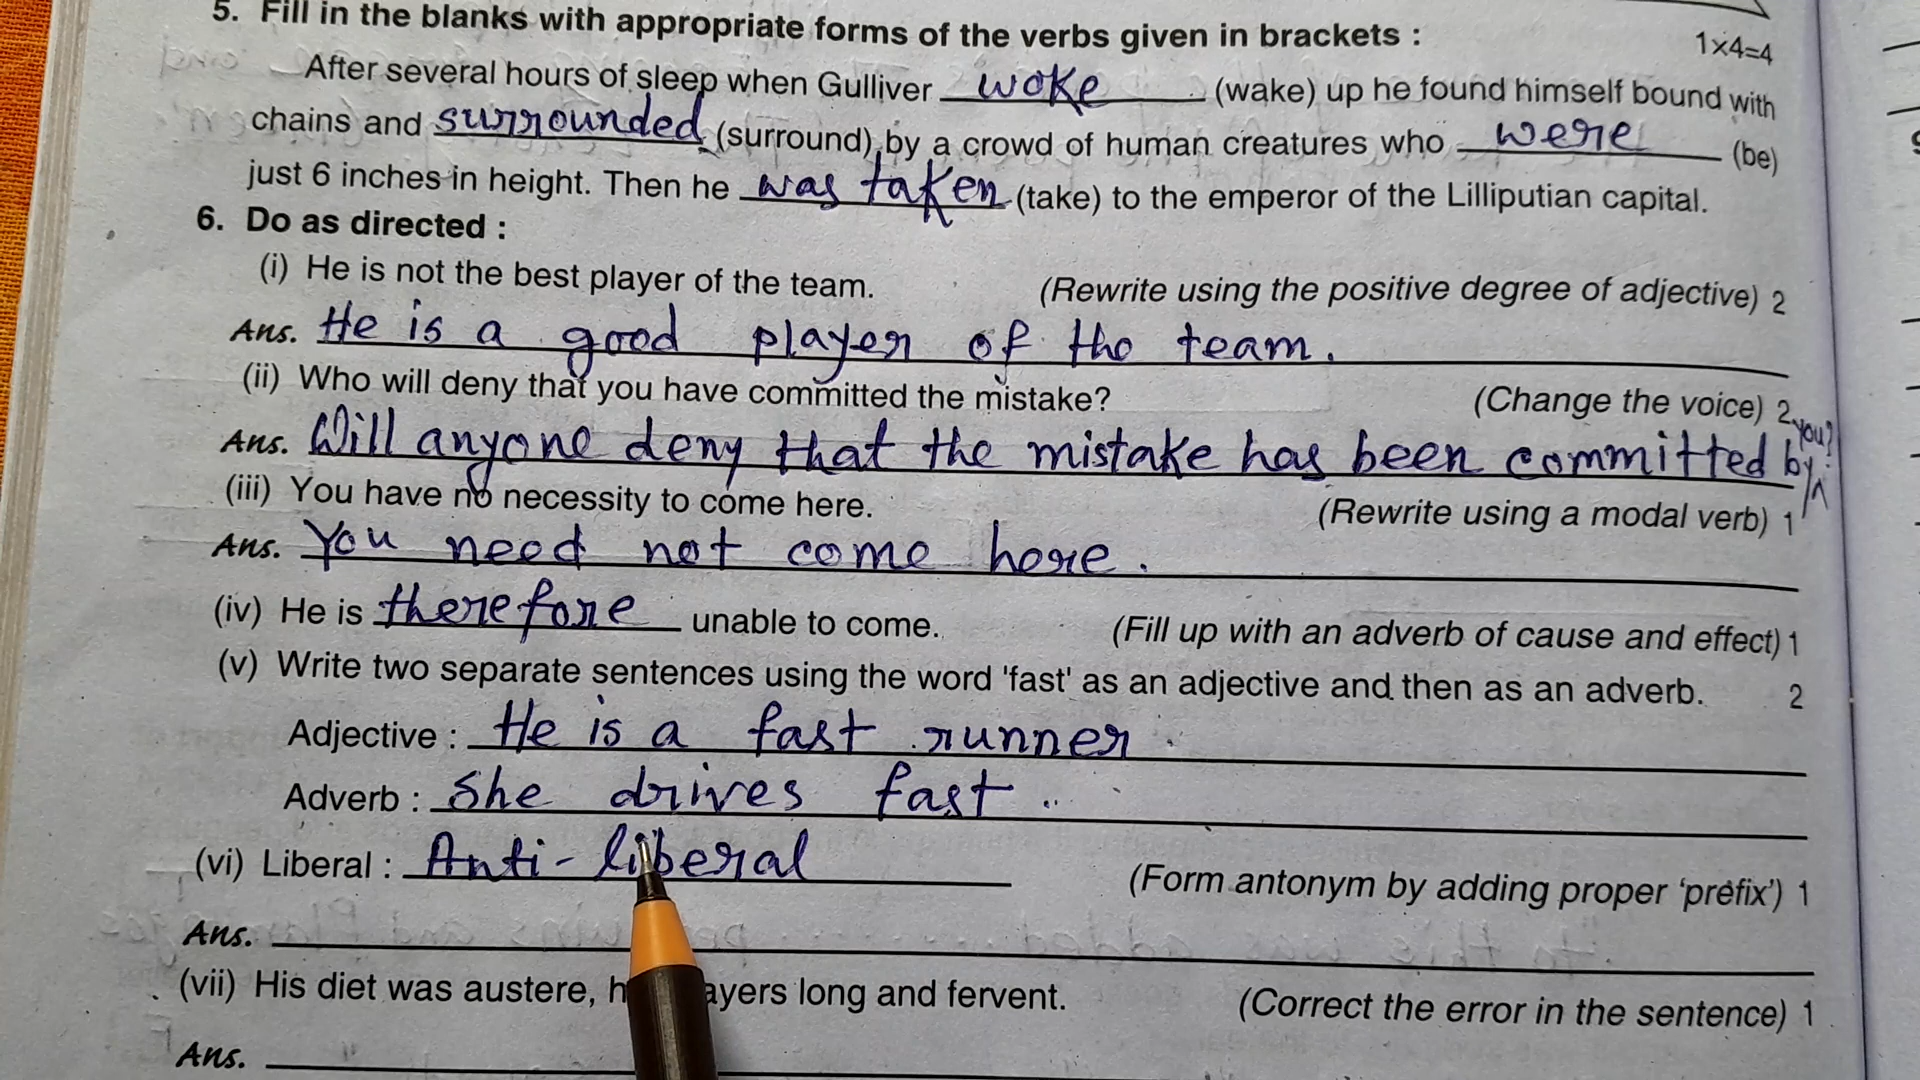 5. Fill in the blanks with appropriate forms of the verbs given in brackets : 1×4=4
After several hours of sleep when Gulliver woke (wake) up he found himself bound with
chains and surrounded (surround) by a crowd of human creatures who were (be)
just 6 inches in height. Then he was taken (take) to the emperor of the Lilliputian capital.
6. Do as directed :
(i) He is not the best player of the team. (Rewrite using the positive degree of adjective) 2
Ans. He is a good player of the team.
(ii) Who will deny that you have committed the mistake? (Change the voice) 2
Ans. Will anyone deny that the mistake has been committed by you?
(iii) You have no necessity to come here. (Rewrite using a modal verb) 1
Ans. You need not come here.
(iv) He is therefore unable to come. (Fill up with an adverb of cause and effect) 1
(v) Write two separate sentences using the word 'fast' as an adjective and then as an adverb. 2
Adjective : He is a fast runner.
Adverb : She drives fast.
(vi) Liberal : Anti-liberal (Form antonym by adding proper 'prefix') 1
Ans.
(vii) His diet was austere, long and fervent. (Correct the error in the sentence) 1
Ans.